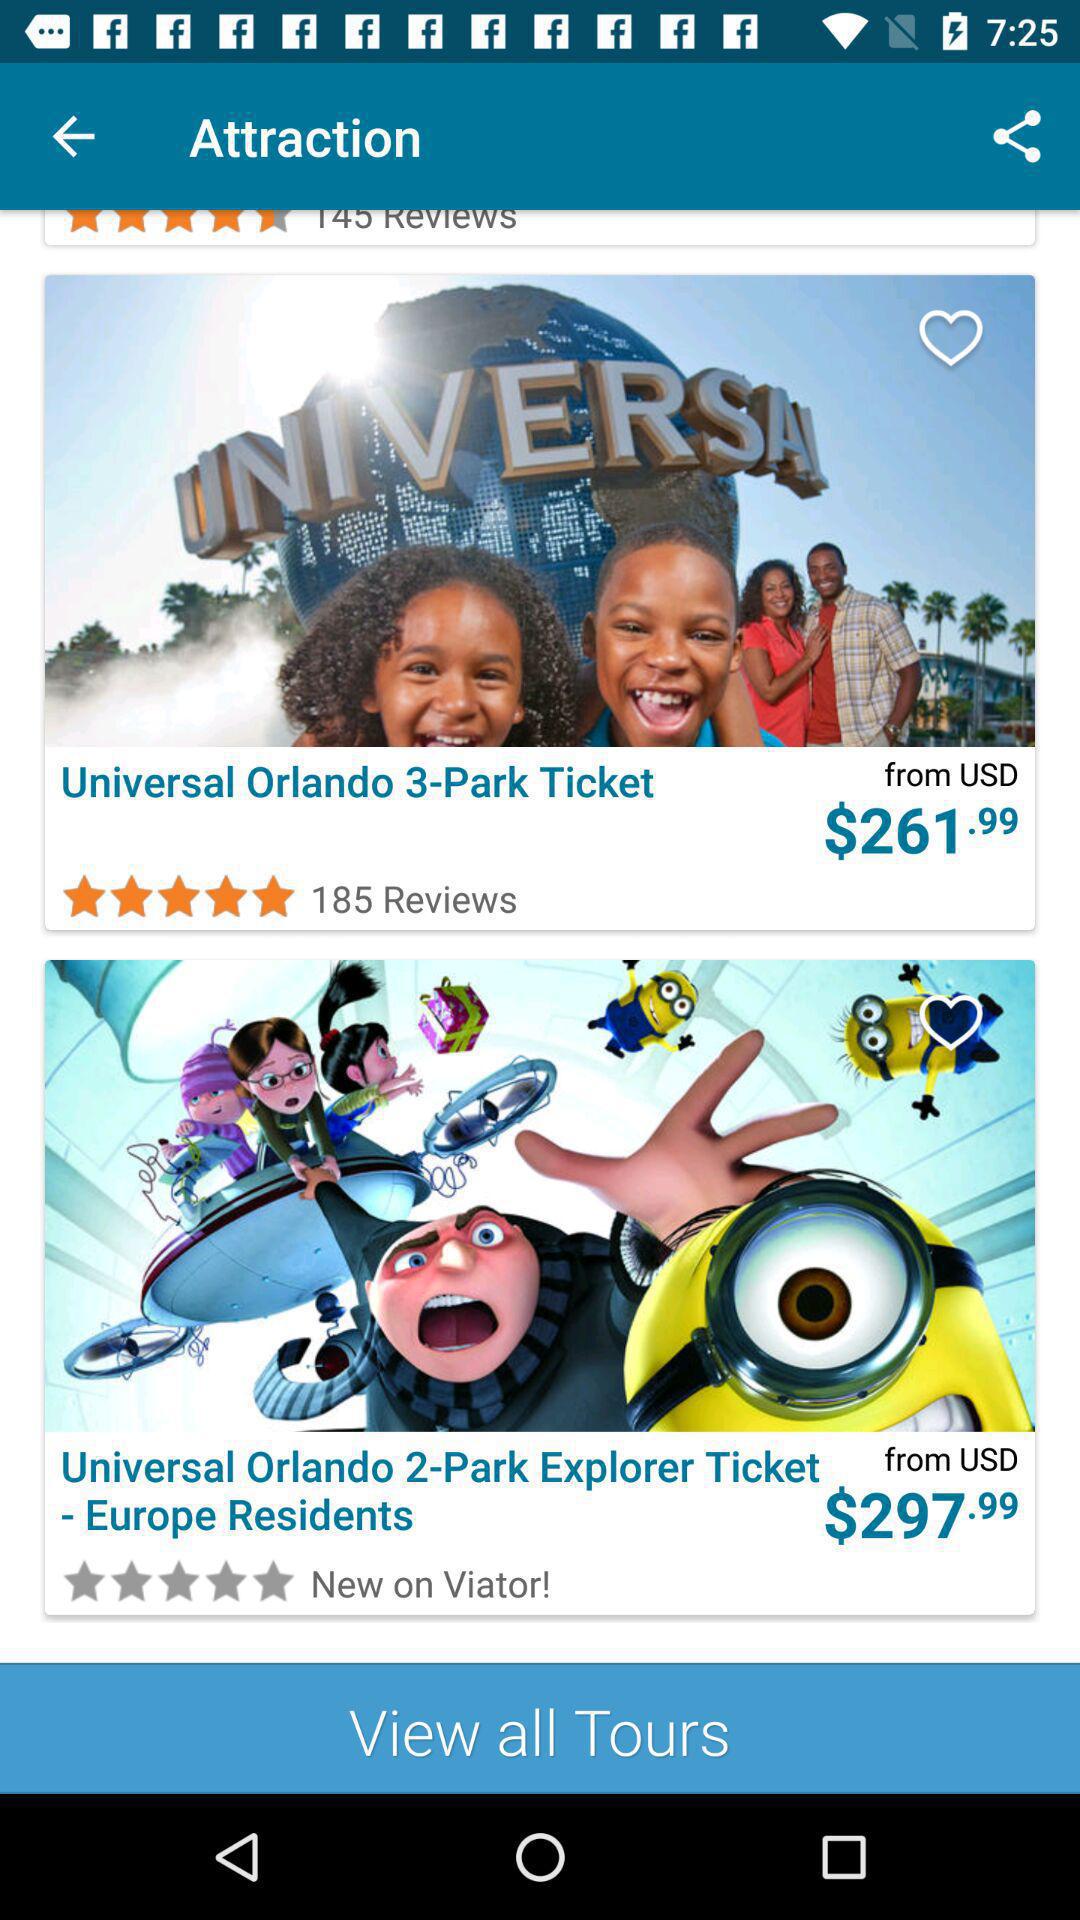 7:25
Attraction
145 Reviews
UNIVERSAL
Universal Orlando 3-Park Ticket
from USD
$261.99
185 Reviews
Universal Orlando 2-Park Explorer Ticket
- Europe Residents
from USD
$297.99
New on Viator!
View all Tours